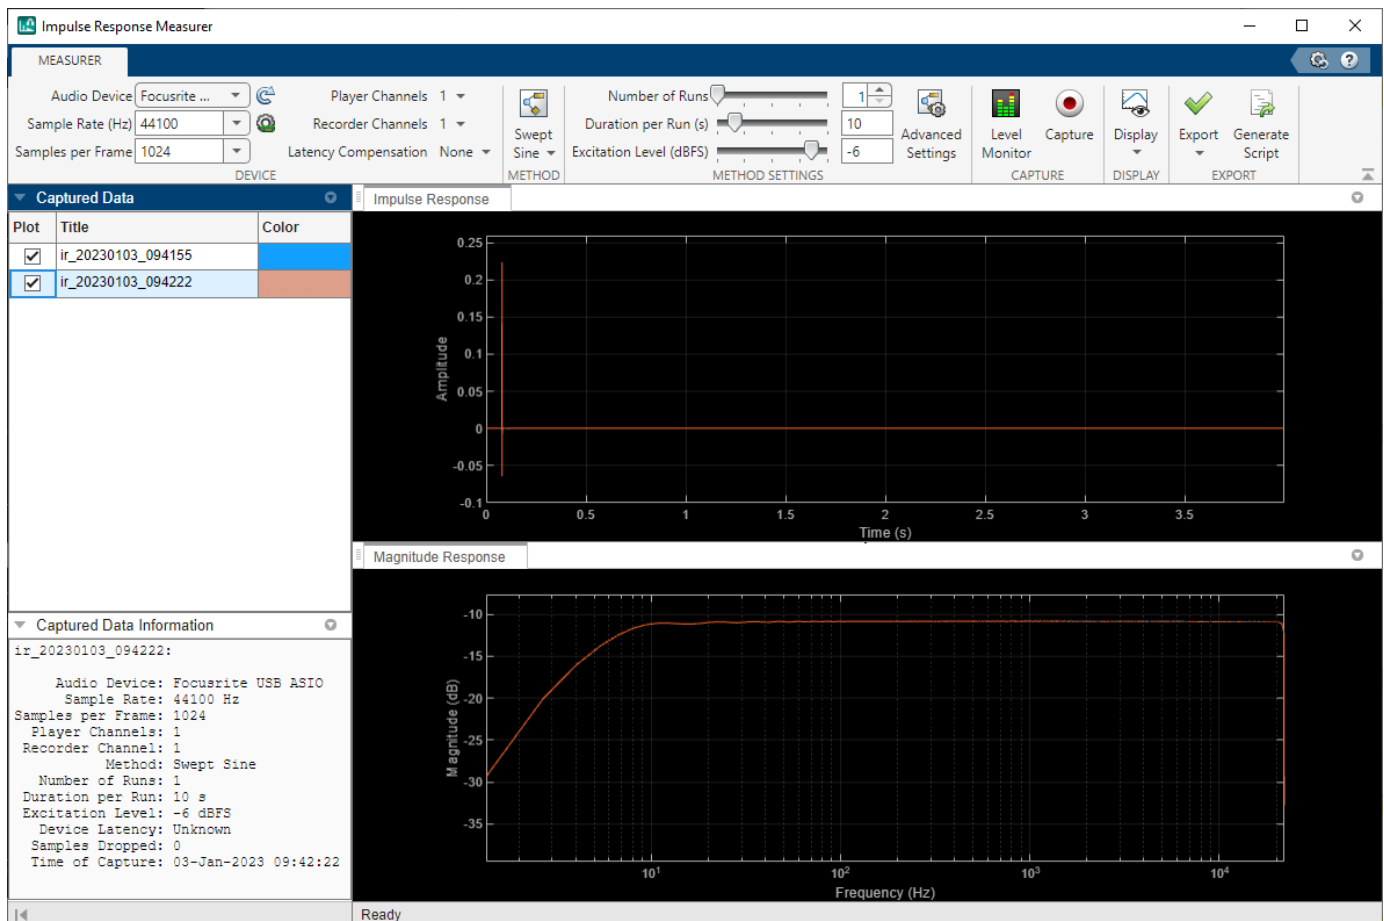 Impulse Response Measurer
MEASURER
Audio Device Focusrite ...
Player Channels 1
Number of Runs 1
Sample Rate (Hz) 44100
Recorder Channels 1
Duration per Run (s) 10
Samples per Frame 1024
Latency Compensation None
Excitation Level (dBFS) -6
Swept
Sine
Advanced
Settings
Level
Monitor
Capture
Display
Export
Generate
Script
DEVICE
METHOD
METHOD SETTINGS
CAPTURE
DISPLAY
EXPORT
Captured Data
Plot Title Color
ir_20230103_094155
ir_20230103_094222
Captured Data Information
ir_20230103_094222:
Audio Device: Focusrite USB ASIO
Sample Rate: 44100 Hz
Samples per Frame: 1024
Player Channels: 1
Recorder Channel: 1
Method: Swept Sine
Number of Runs: 1
Duration per Run: 10 s
Excitation Level: -6 dBFS
Device Latency: Unknown
Samples Dropped: 0
Time of Capture: 03-Jan-2023 09:42:22
Impulse Response
0.25
0.2
0.15
0.1
0.05
0
-0.05
-0.1
Amplitude
0 0.5 1 1.5 2 2.5 3 3.5
Time (s)
Magnitude Response
-10
-15
-20
-25
-30
-35
Magnitude (dB)
10¹ 10² 10³ 10⁴
Frequency (Hz)
Ready